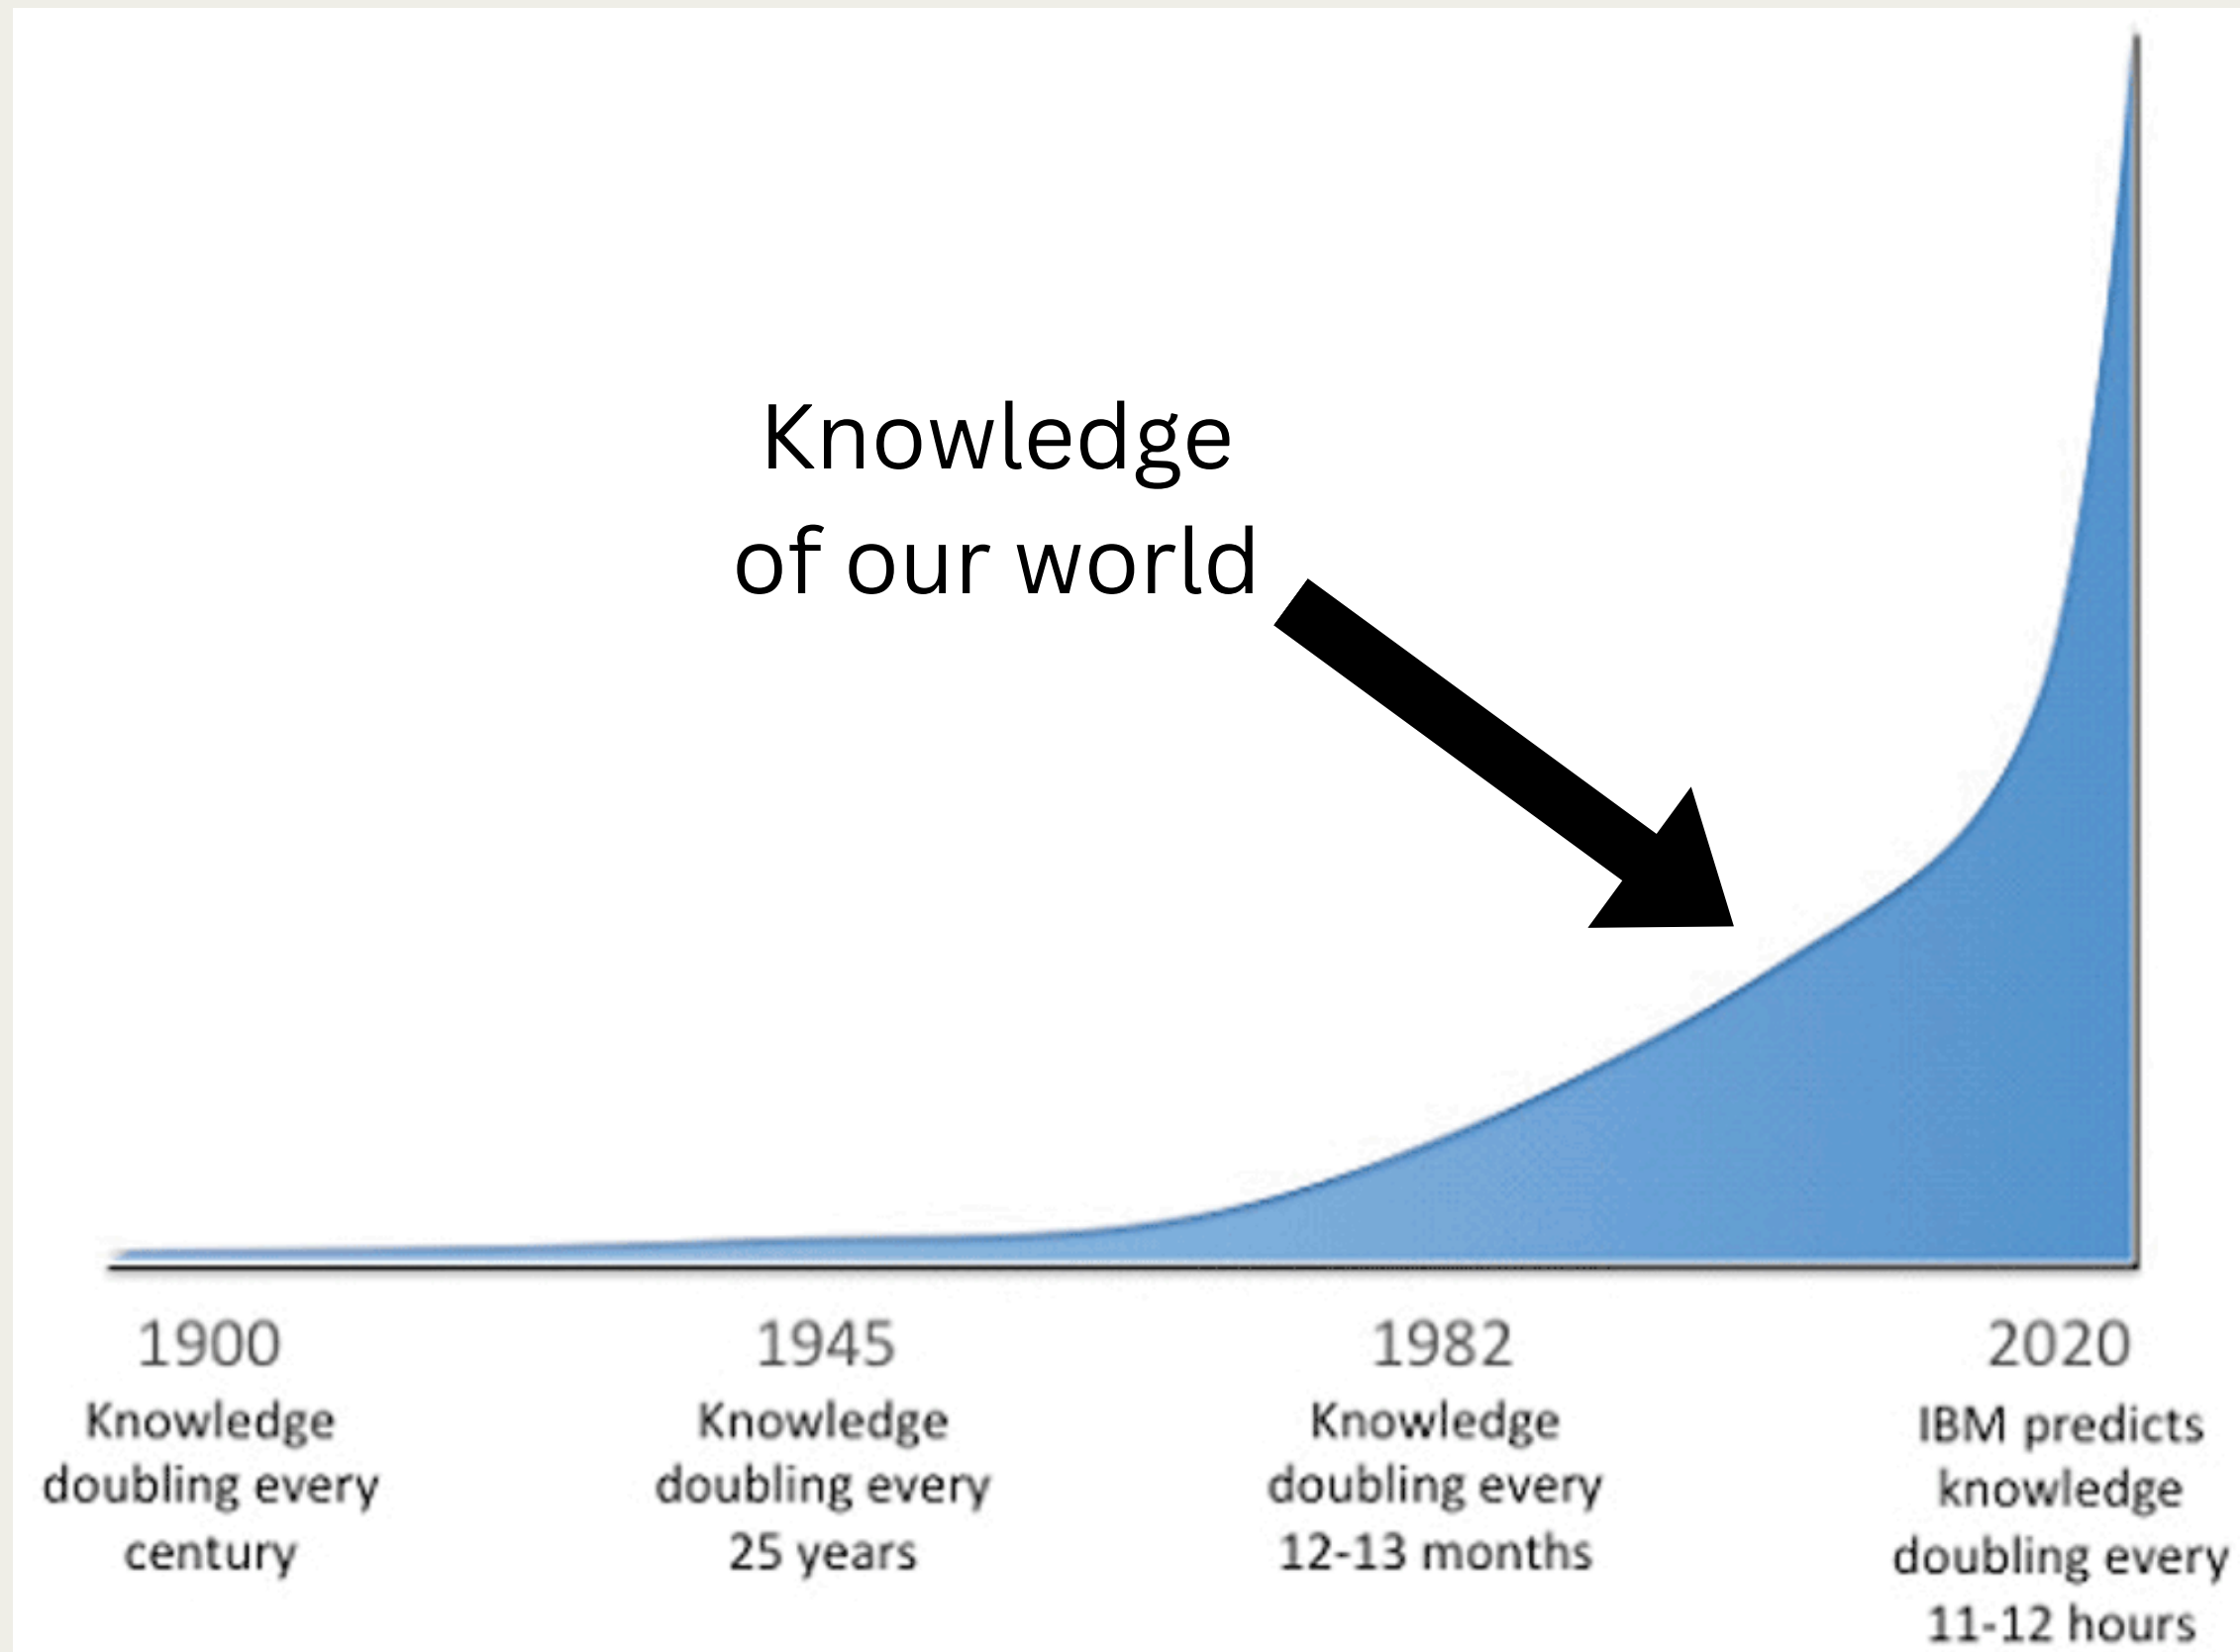 Knowledge
of our world
1900
Knowledge
doubling every
century
1945
Knowledge
doubling every
25 years
1982
Knowledge
doubling every
12-13 months
2020
IBM predicts
knowledge
doubling every
11-12 hours